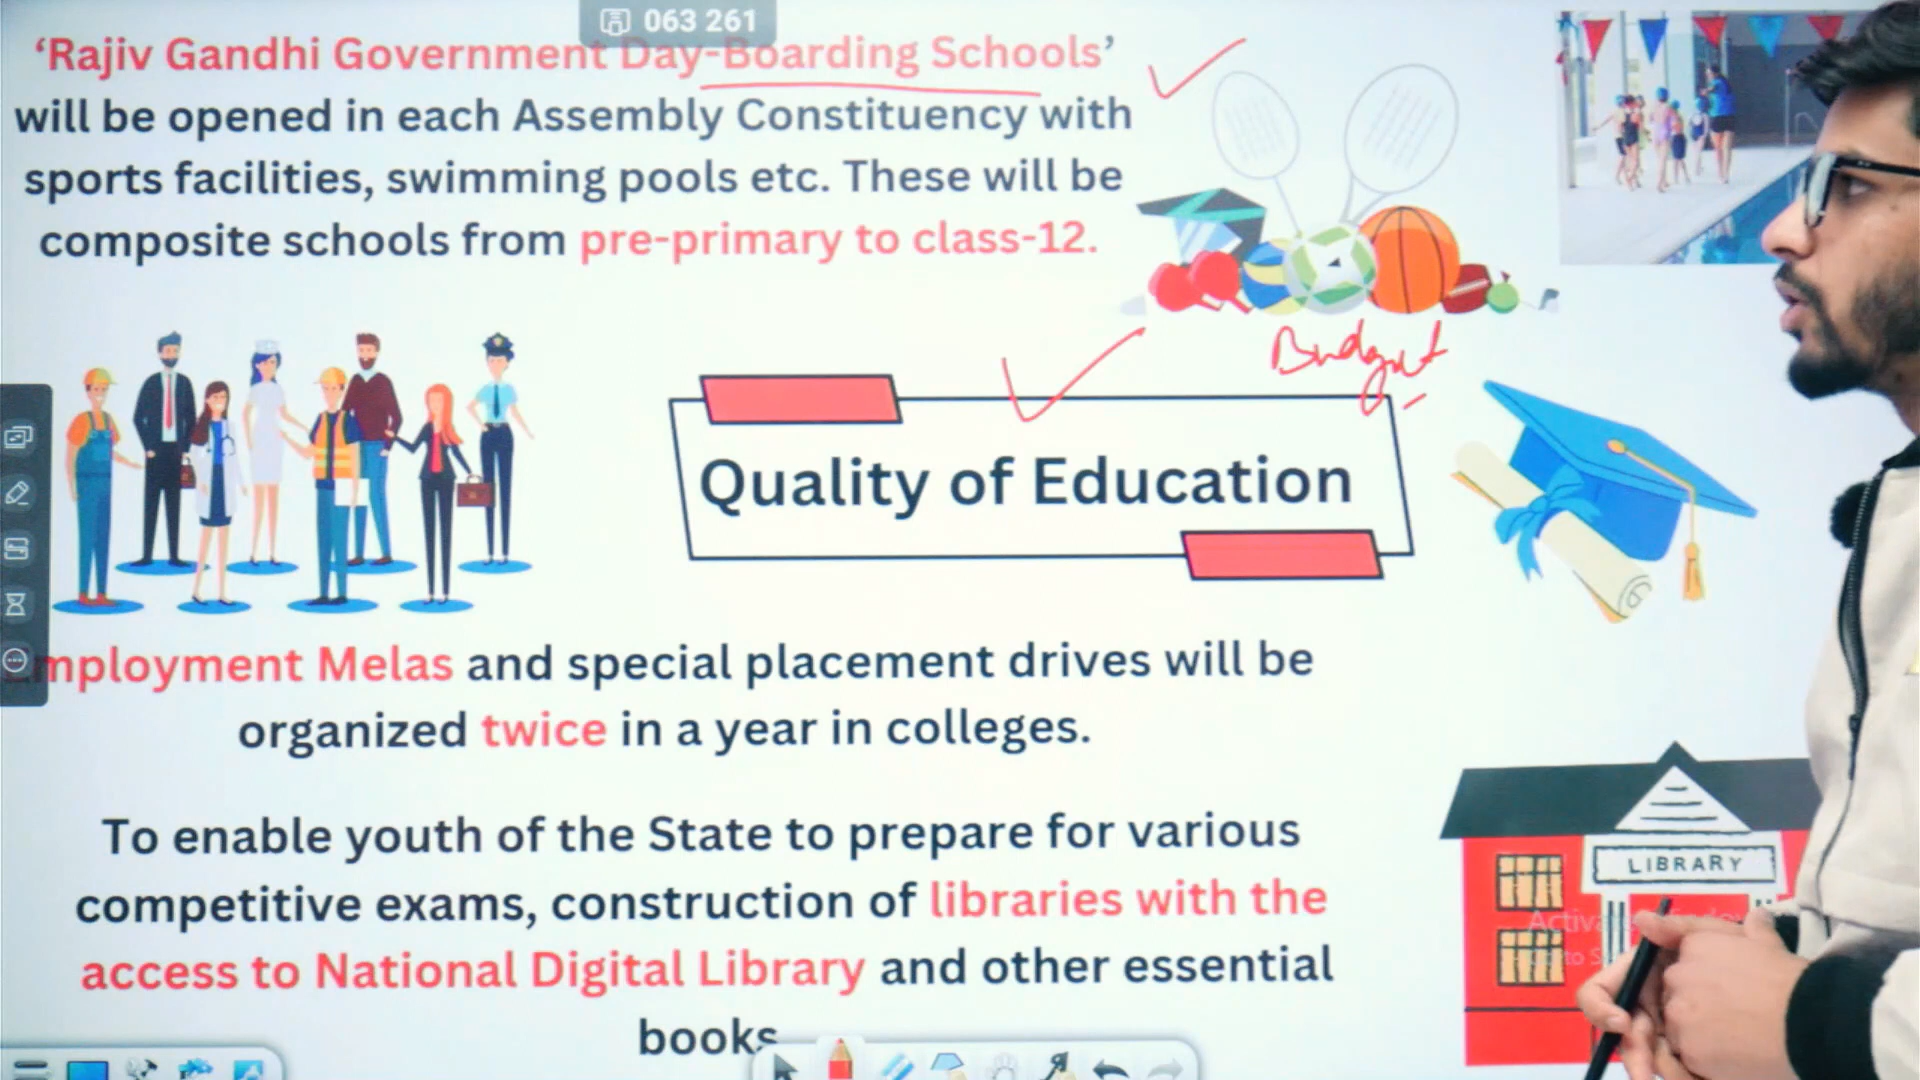 063 261
‘Rajiv Gandhi Government Day-Boarding Schools’
will be opened in each Assembly Constituency with
sports facilities, swimming pools etc. These will be
composite schools from pre-primary to class-12.
Budget
Quality of Education
mployment Melas and special placement drives will be
organized twice in a year in colleges.
To enable youth of the State to prepare for various
competitive exams, construction of libraries with the
access to National Digital Library and other essential
books
LIBRARY